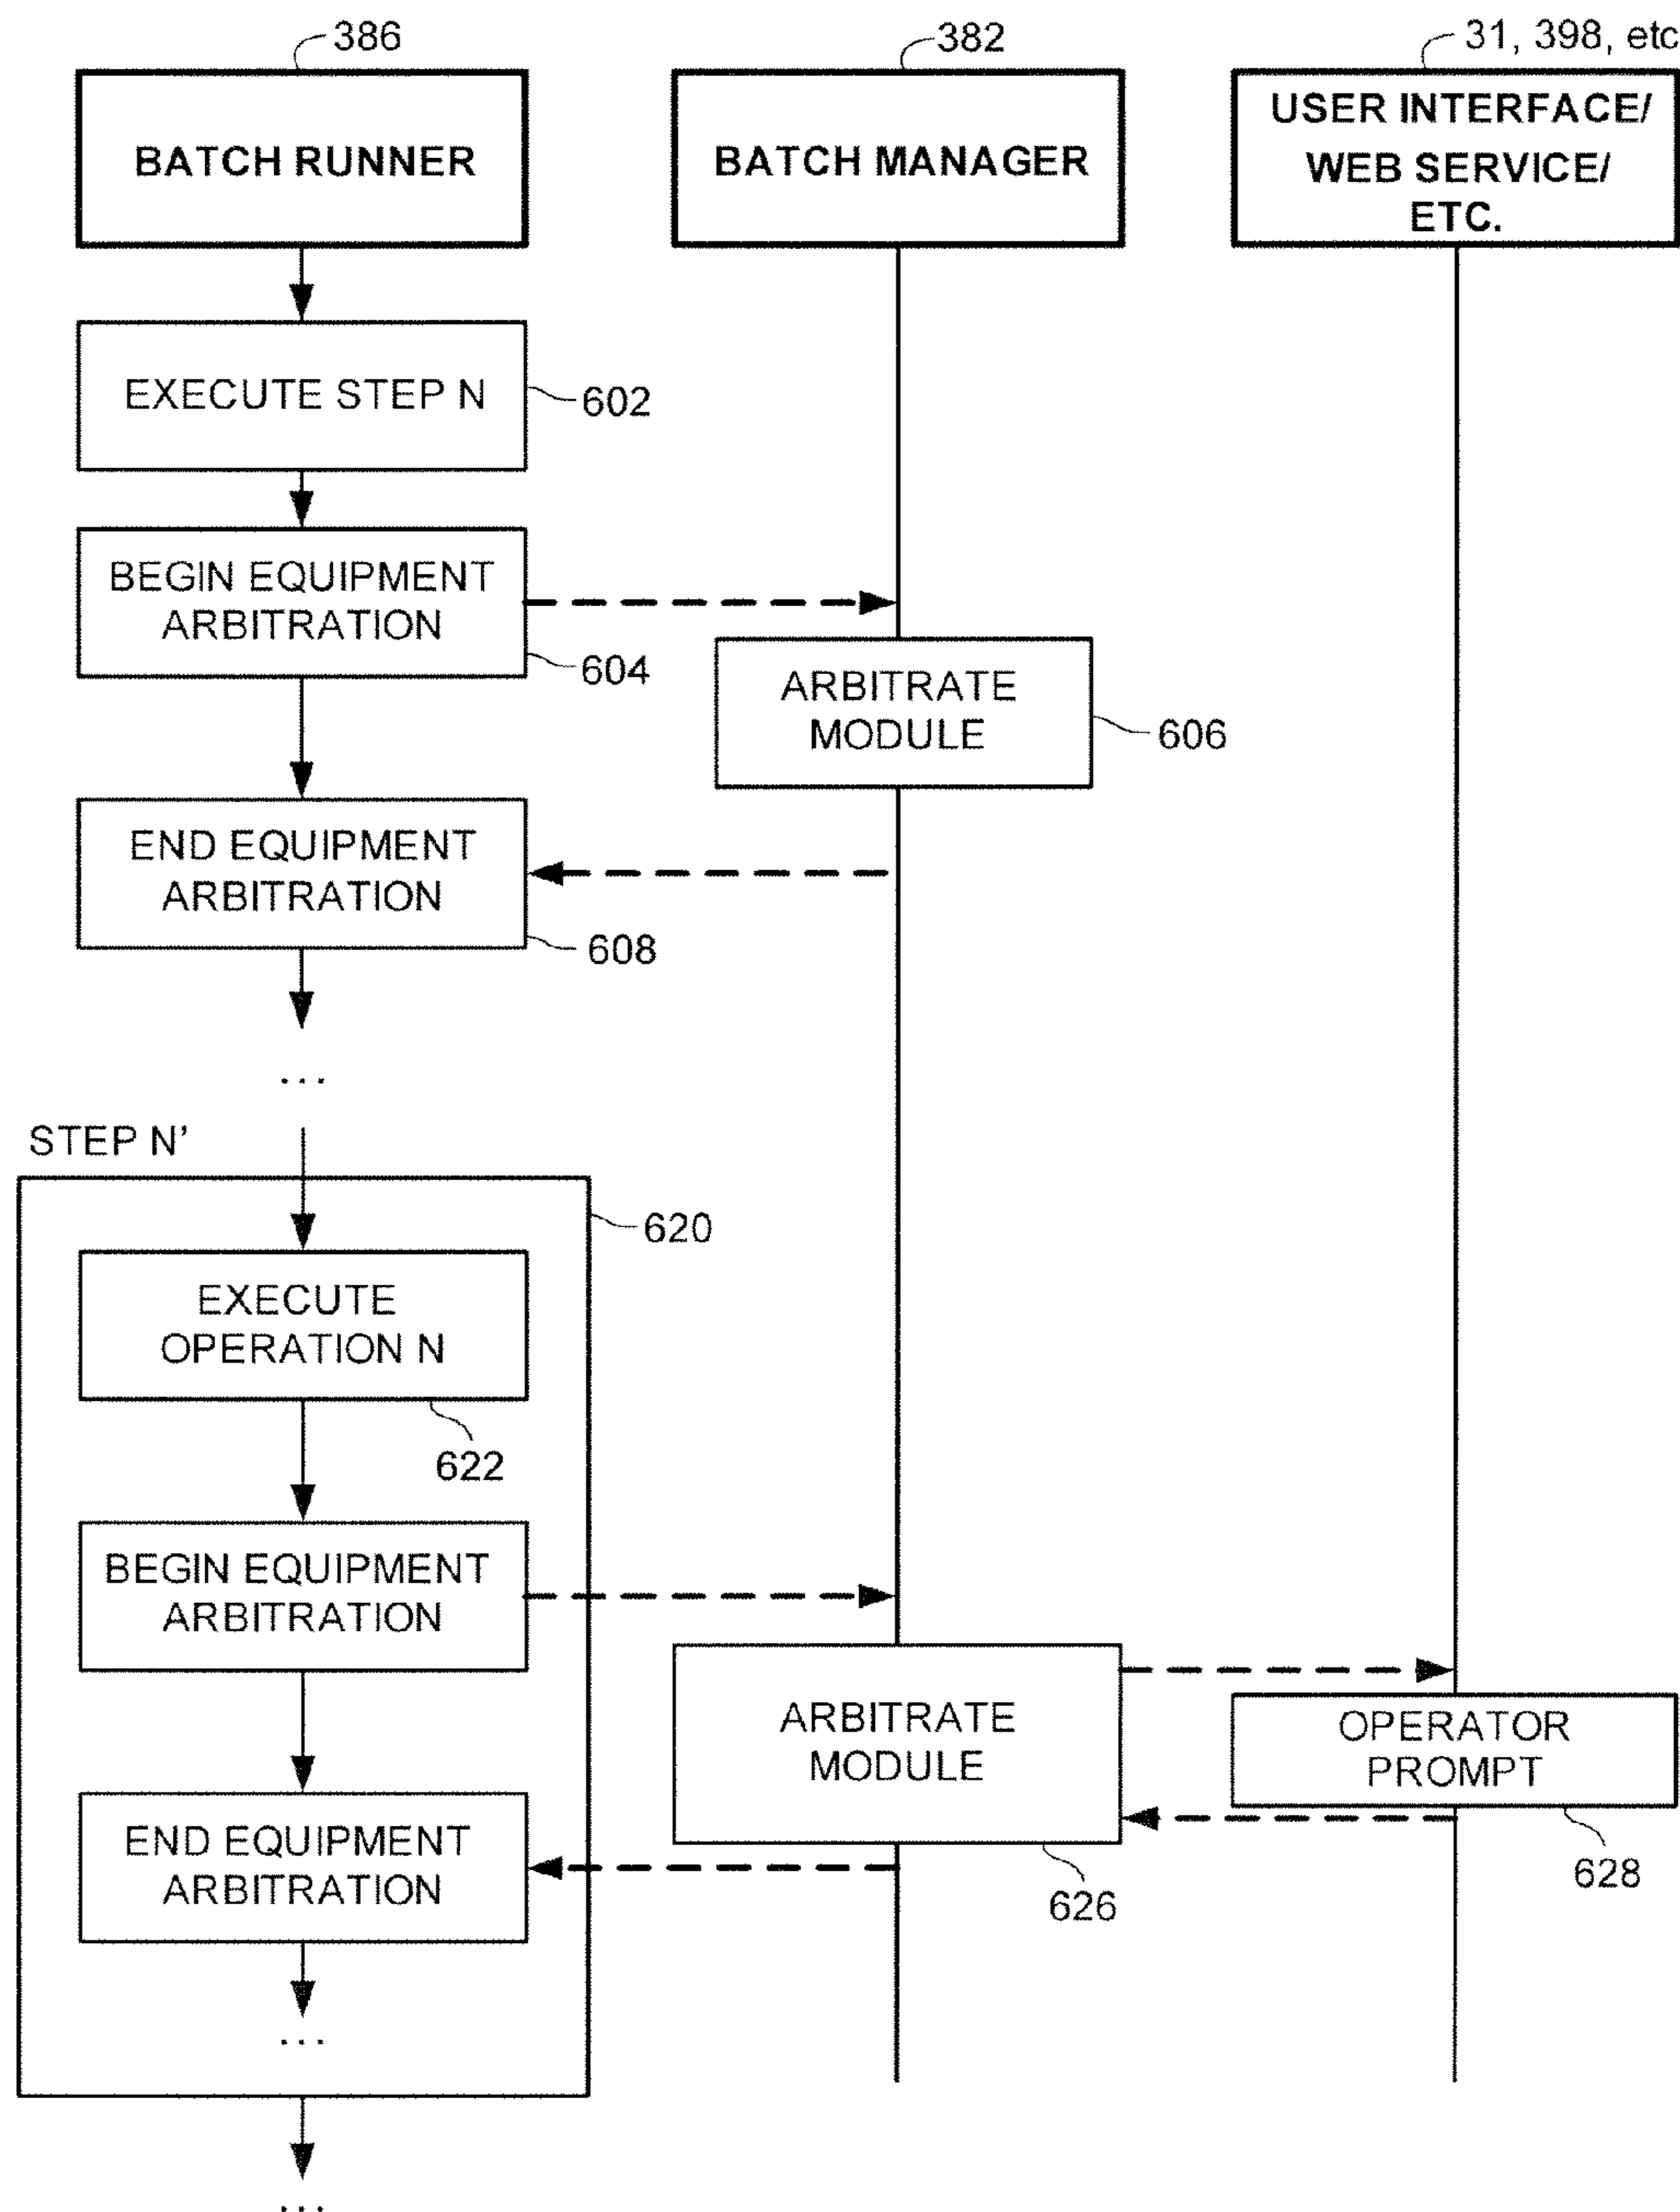 386
382
31, 398, etc
BATCH RUNNER
BATCH MANAGER
USER INTERFACE/
WEB SERVICE/
ETC.
EXECUTE STEP N
602
BEGIN EQUIPMENT
ARBITRATION
604
ARBITRATE
MODULE
606
END EQUIPMENT
ARBITRATION
608
...
STEP N’
620
EXECUTE
OPERATION N
622
BEGIN EQUIPMENT
ARBITRATION
ARBITRATE
MODULE
626
OPERATOR
PROMPT
628
END EQUIPMENT
ARBITRATION
...
...